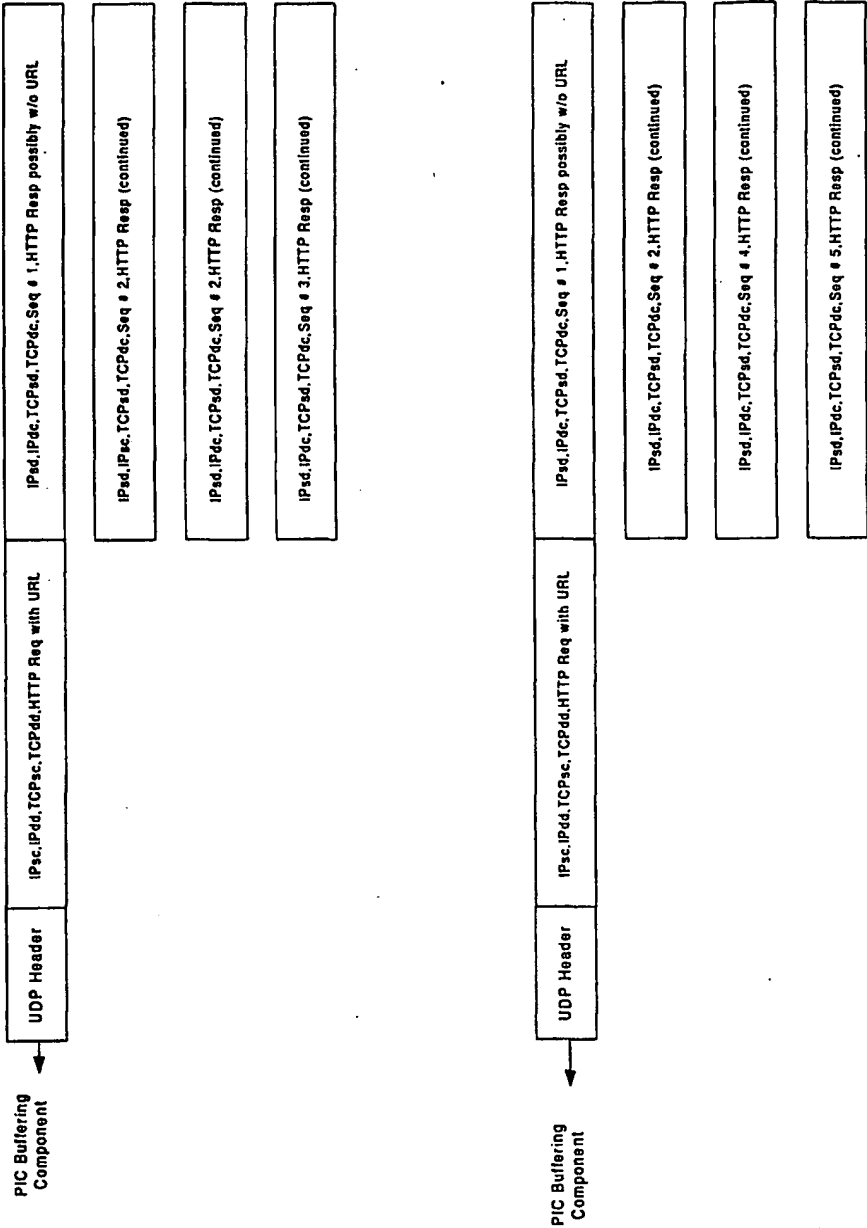 PIC Buffering
Component
UDP Header
IPsc,IPdd,TCPsc,TCPdd,HTTP Req with URL
IPsd,IPdc,TCPsd,TCPdc,Seq # 1,HTTP Resp possibly w/o URL
IPsd,IPsc,TCPsd,TCPdc,Seq # 2,HTTP Resp (continued)
IPsd,IPdc,TCPsd,TCPdc,Seq # 2,HTTP Resp (continued)
IPsd,IPdc,TCPsd,TCPdc,Seq # 3,HTTP Resp (continued)
PIC Buffering
Component
UDP Header
IPsc,IPdd,TCPsc,TCPdd,HTTP Req with URL
IPsd,IPdc,TCPsd,TCPdc,Seq # 1,HTTP Resp possibly w/o URL
IPsd,IPdc,TCPsd,TCPdc,Seq # 2,HTTP Resp (continued)
IPsd,IPdc,TCPsd,TCPdc,Seq # 4,HTTP Resp (continued)
IPsd,IPdc,TCPsd,TCPdc,Seq # 5,HTTP Resp (continued)